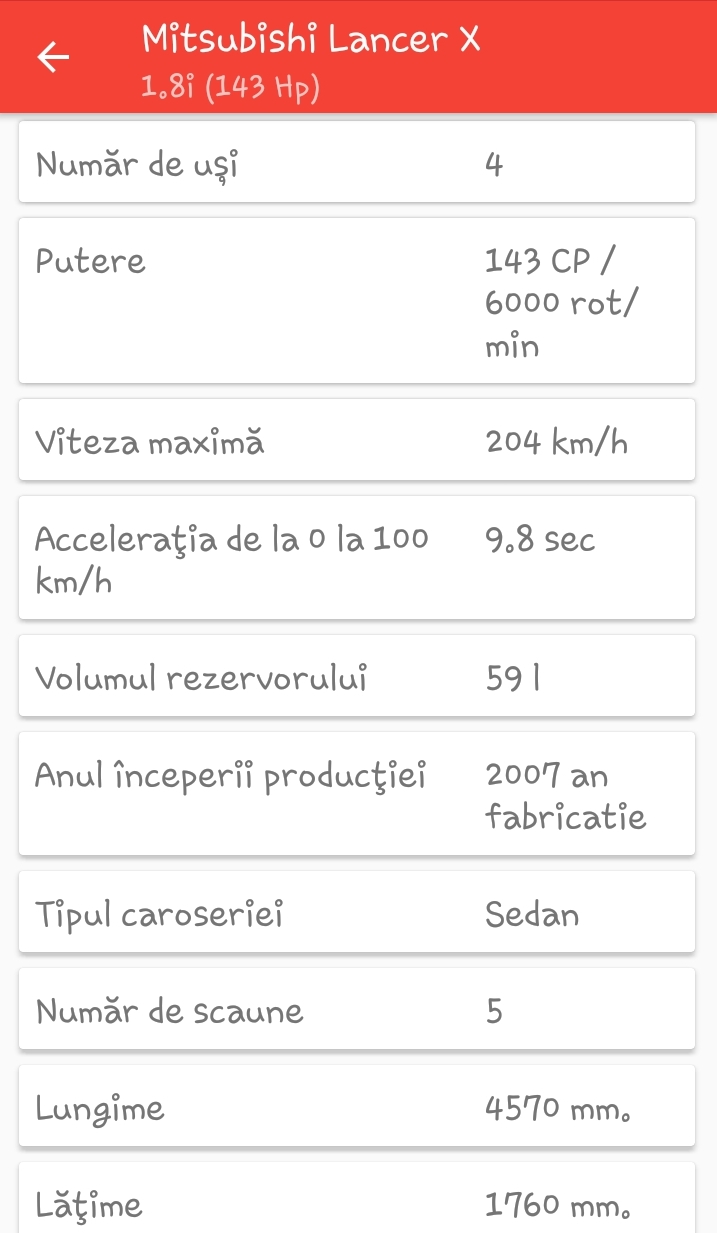 Mitsubishi Lancer X
1.8i (143 Hp)
Număr de uşi 4
Putere 143 CP /
6000 rot/
min
Viteza maximă 204 km/h
Acceleraţia de la 0 la 100 9.8 sec
km/h
Volumul rezervorului 59 l
Anul începerii producţiei 2007 an
fabricatie
Tipul caroseriei Sedan
Număr de scaune 5
Lungime 4570 mm.
Lăţime 1760 mm.